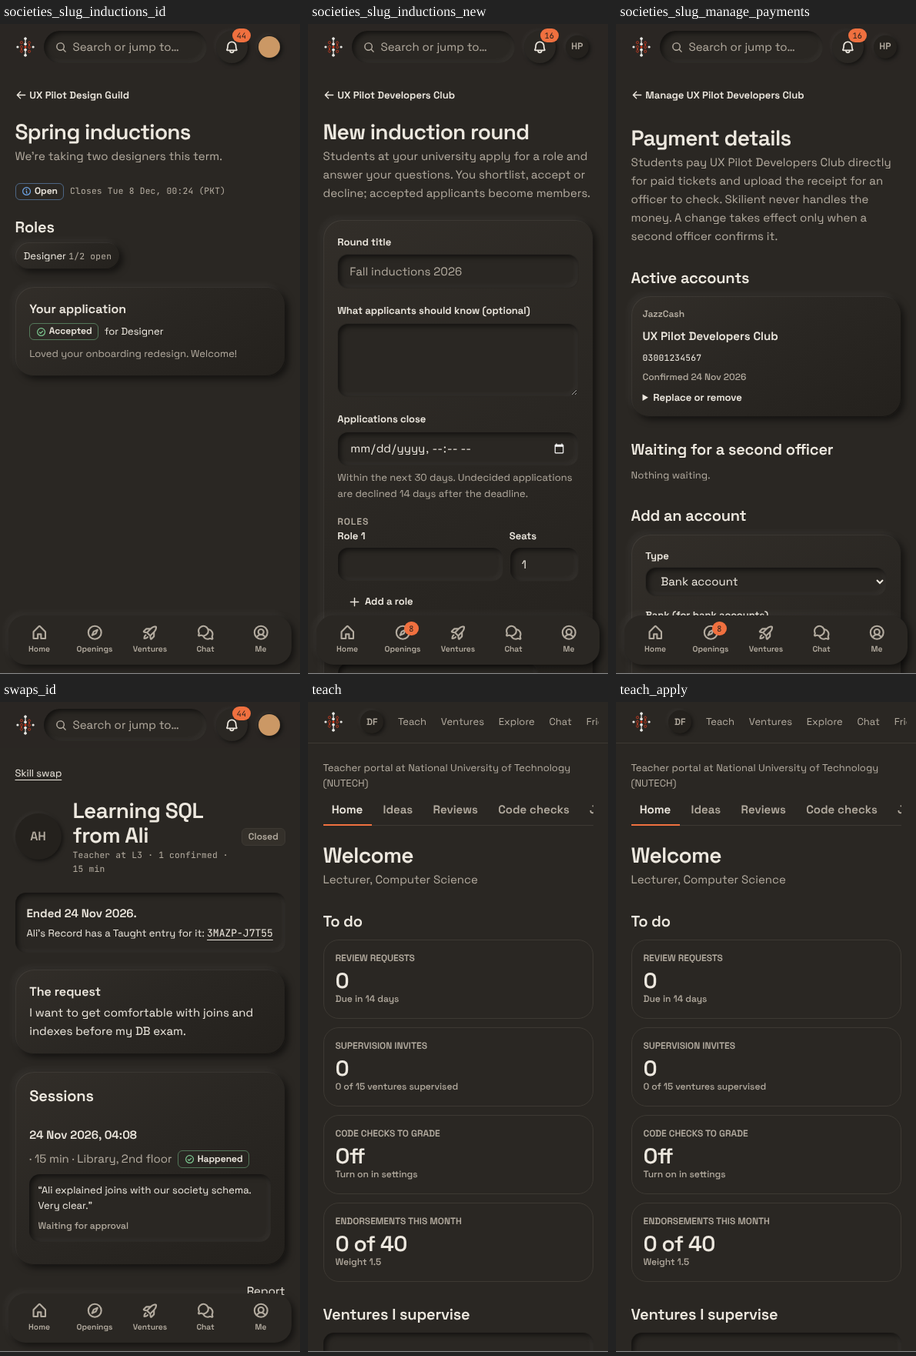 societies_slug_inductions_id
Search or jump to...
44
← UX Pilot Design Guild
Spring inductions
We're taking two designers this term.
Open Closes Tue 8 Dec, 00:24 (PKT)
Roles
Designer 1/2 open
Your application
Accepted for Designer
Loved your onboarding redesign. Welcome!
Home Openings Ventures Chat Me
societies_slug_inductions_new
Search or jump to...
16
HP
← UX Pilot Developers Club
New induction round
Students at your university apply for a role and
answer your questions. You shortlist, accept or
decline; accepted applicants become members.
Round title
Fall inductions 2026
What applicants should know (optional)
Applications close
mm/dd/yyyy, --:-- --
Within the next 30 days. Undecided applications
are declined 14 days after the deadline.
ROLES
Role 1 Seats
1
+ Add a role
8
Home Openings Ventures Chat Me
societies_slug_manage_payments
Search or jump to...
16
HP
← Manage UX Pilot Developers Club
Payment details
Students pay UX Pilot Developers Club directly
for paid tickets and upload the receipt for an
officer to check. Skilient never handles the
money. A change takes effect only when a
second officer confirms it.
Active accounts
JazzCash
UX Pilot Developers Club
03001234567
Confirmed 24 Nov 2026
Replace or remove
Waiting for a second officer
Nothing waiting.
Add an account
Type
Bank account
Bank (for bank accounts)
8
Home Openings Ventures Chat Me
swaps_id
Search or jump to...
44
Skill swap
AH
Learning SQL
from Ali
Closed
Teacher at L3 · 1 confirmed ·
15 min
Ended 24 Nov 2026.
Ali's Record has a Taught entry for it: 3MAZP-J7T55
The request
I want to get comfortable with joins and
indexes before my DB exam.
Sessions
24 Nov 2026, 04:08
· 15 min · Library, 2nd floor Happened
"Ali explained joins with our society schema.
Very clear."
Waiting for approval
Report
Home Openings Ventures Chat Me
teach
DF Teach Ventures Explore Chat Fri
Teacher portal at National University of Technology
(NUTECH)
Home Ideas Reviews Code checks
Welcome
Lecturer, Computer Science
To do
REVIEW REQUESTS
0
Due in 14 days
SUPERVISION INVITES
0
0 of 15 ventures supervised
CODE CHECKS TO GRADE
Off
Turn on in settings
ENDORSEMENTS THIS MONTH
0 of 40
Weight 1.5
Ventures I supervise
teach_apply
DF Teach Ventures Explore Chat Fri
Teacher portal at National University of Technology
(NUTECH)
Home Ideas Reviews Code checks
Welcome
Lecturer, Computer Science
To do
REVIEW REQUESTS
0
Due in 14 days
SUPERVISION INVITES
0
0 of 15 ventures supervised
CODE CHECKS TO GRADE
Off
Turn on in settings
ENDORSEMENTS THIS MONTH
0 of 40
Weight 1.5
Ventures I supervise